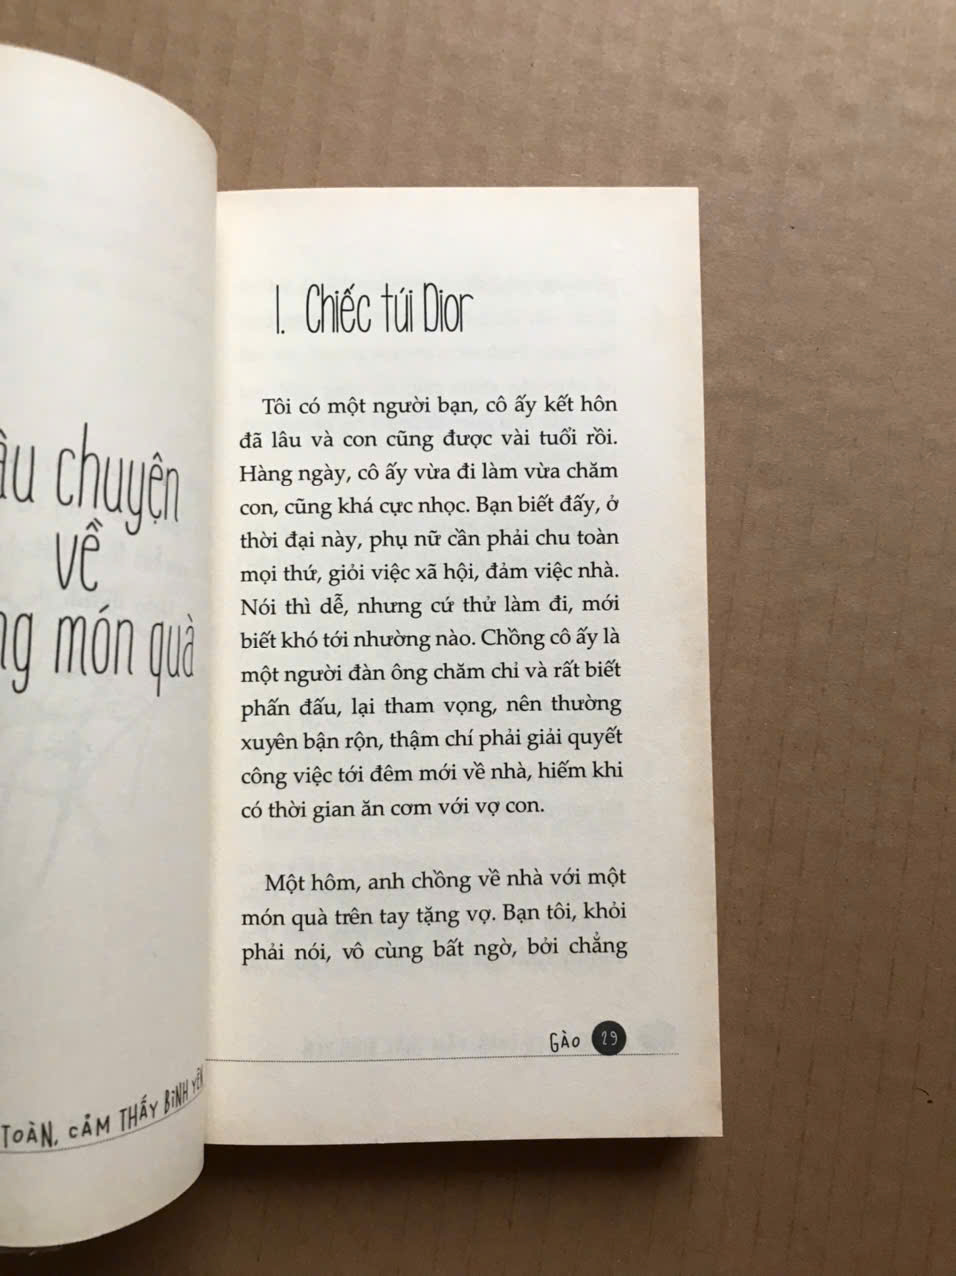 chuyện
về
món quà
TOÀN, CẢM THẤY BÌNH YÊN
1. Chiếc túi Dior
Tôi có một người bạn, cô ấy kết hôn
đã lâu và con cũng được vài tuổi rồi.
Hàng ngày, cô ấy vừa đi làm vừa chăm
con, cũng khá cực nhọc. Bạn biết đấy, ở
thời đại này, phụ nữ cần phải chu toàn
mọi thứ, giỏi việc xã hội, đảm việc nhà.
Nói thì dễ, nhưng cứ thử làm đi, mới
biết khó tới nhường nào. Chồng cô ấy là
một người đàn ông chăm chỉ và rất biết
phấn đấu, lại tham vọng, nên thường
xuyên bận rộn, thậm chí phải giải quyết
công việc tới đêm mới về nhà, hiếm khi
có thời gian ăn cơm với vợ con.
Một hôm, anh chồng về nhà với một
món quà trên tay tặng vợ. Bạn tôi, khỏi
phải nói, vô cùng bất ngờ, bởi chẳng
GÀO 29